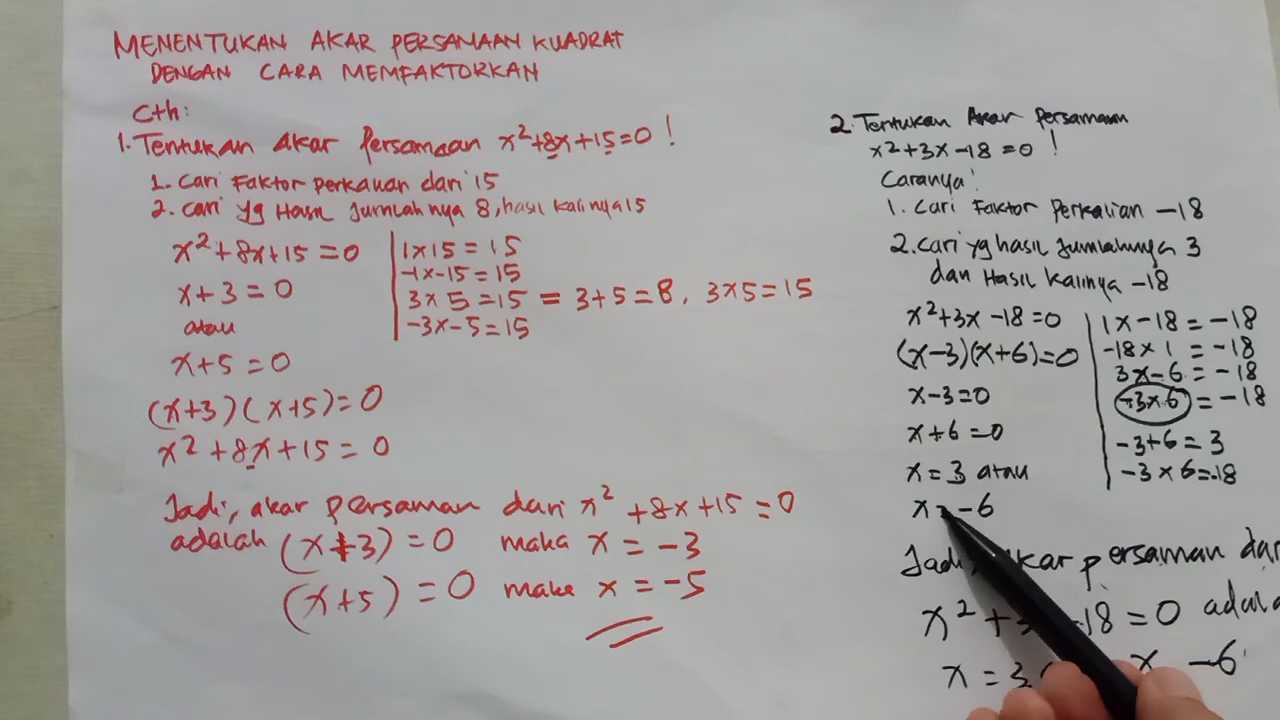 MENENTUKAN AKAR PERSAMAAN KUADRAT
DENGAN CARA MEMFAKTORKAN
Cth:
1. Tentukan Akar Persamaan x²+8x+15=0 !
1. Cari Faktor perkalian dari 15
2. Cari yg Hasil Jumlahnya 8, hasil kalinya 15
x²+8x+15=0
x+3=0
atau
x+5=0
(x+3)(x+5)=0
x²+8x+15=0
1x15=15
-1x-15=15
3x5=15 = 3+5=8, 3x5=15
-3x-5=15
Jadi, akar persaman dari x²+8x+15=0
adalah (x+3)=0 maka x=-3
(x+5)=0 maka x=-5
2. Tentukan Akar Persamaan
x²+3x-18=0 !
Caranya:
1. Cari Faktor Perkalian -18
2. Cari yg hasil Jumlahnya 3
dan Hasil kalinya -18
x²+3x-18=0
(x-3)(x+6)=0
x-3=0
x+6=0
x=3 atau
x=-6
1x-18=-18
-18x1=-18
3x-6=-18
-3x6=-18
-3+6=3
-3x6=-18
Jadi, Akar persaman dar
x²+ 18=0 adala
x=3 x -6